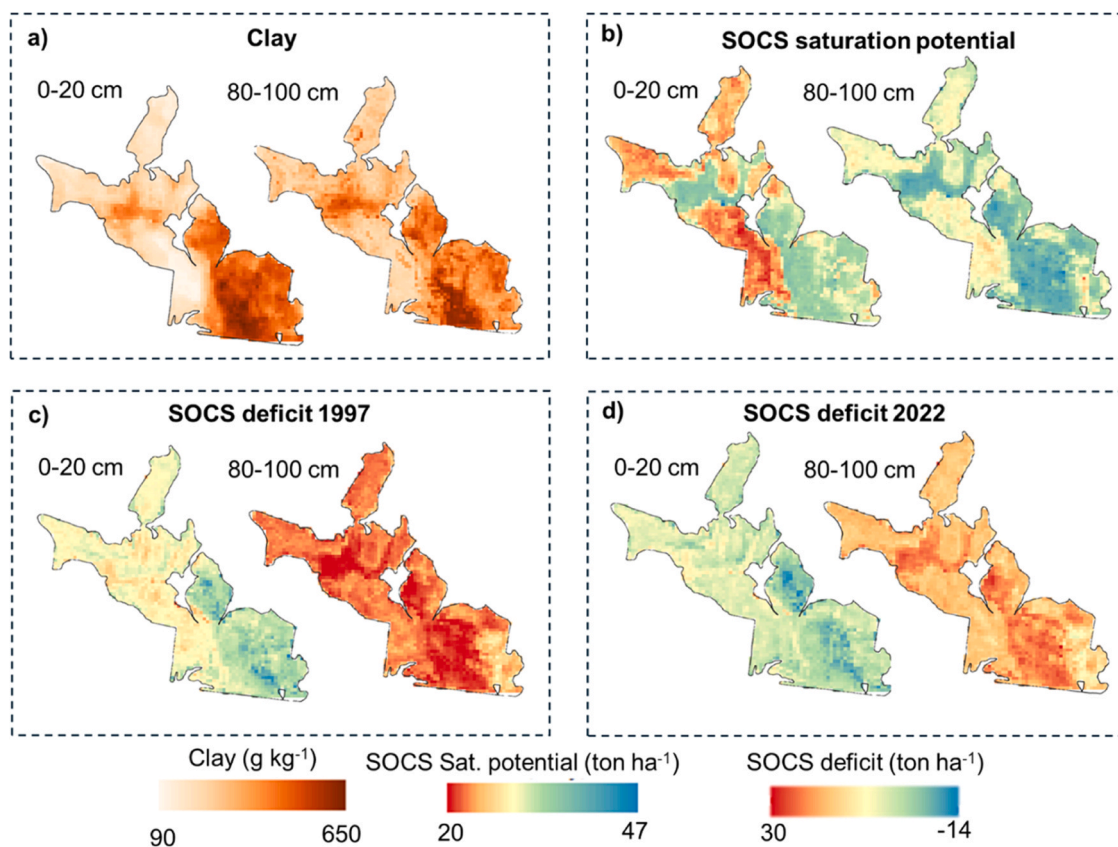 a) Clay
0-20 cm 80-100 cm
b) SOCS saturation potential
0-20 cm 80-100 cm
c) SOCS deficit 1997
0-20 cm 80-100 cm
d) SOCS deficit 2022
0-20 cm 80-100 cm
Clay (g kg⁻¹)
90 650
SOCS Sat. potential (ton ha⁻¹)
20 47
SOCS deficit (ton ha⁻¹)
30 -14